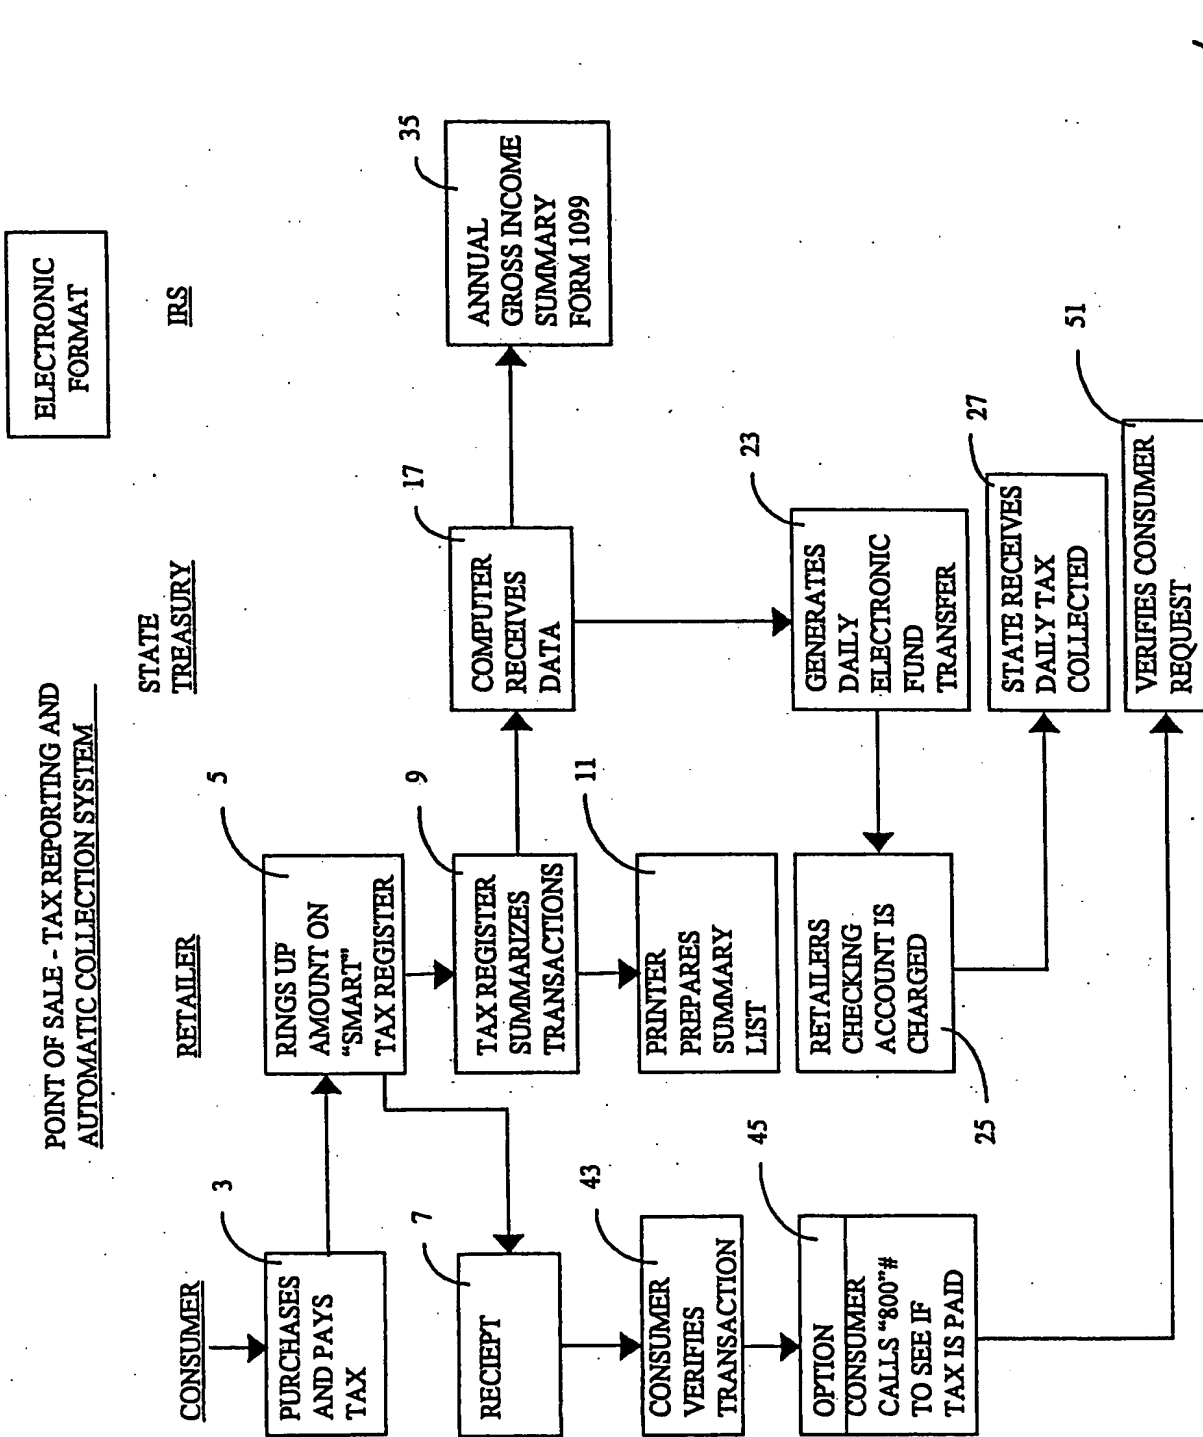 ELECTRONIC
FORMAT
POINT OF SALE - TAX REPORTING AND
AUTOMATIC COLLECTION SYSTEM
CONSUMER
RETAILER
STATE
TREASURY
IRS
3
PURCHASES
AND PAYS
TAX
5
RINGS UP
AMOUNT ON
"SMART"
TAX REGISTER
7
RECIEPT
9
TAX REGISTER
SUMMARIZES
TRANSACTIONS
17
COMPUTER
RECEIVES
DATA
35
ANNUAL
GROSS INCOME
SUMMARY
FORM 1099
43
CONSUMER
VERIFIES
TRANSACTION
11
PRINTER
PREPARES
SUMMARY
LIST
45
OPTION
CONSUMER
CALLS "800"#
TO SEE IF
TAX IS PAID
RETAILERS
CHECKING
ACCOUNT IS
CHARGED
25
23
GENERATES
DAILY
ELECTRONIC
FUND
TRANSFER
27
STATE RECEIVES
DAILY TAX
COLLECTED
51
VERIFIES CONSUMER
REQUEST